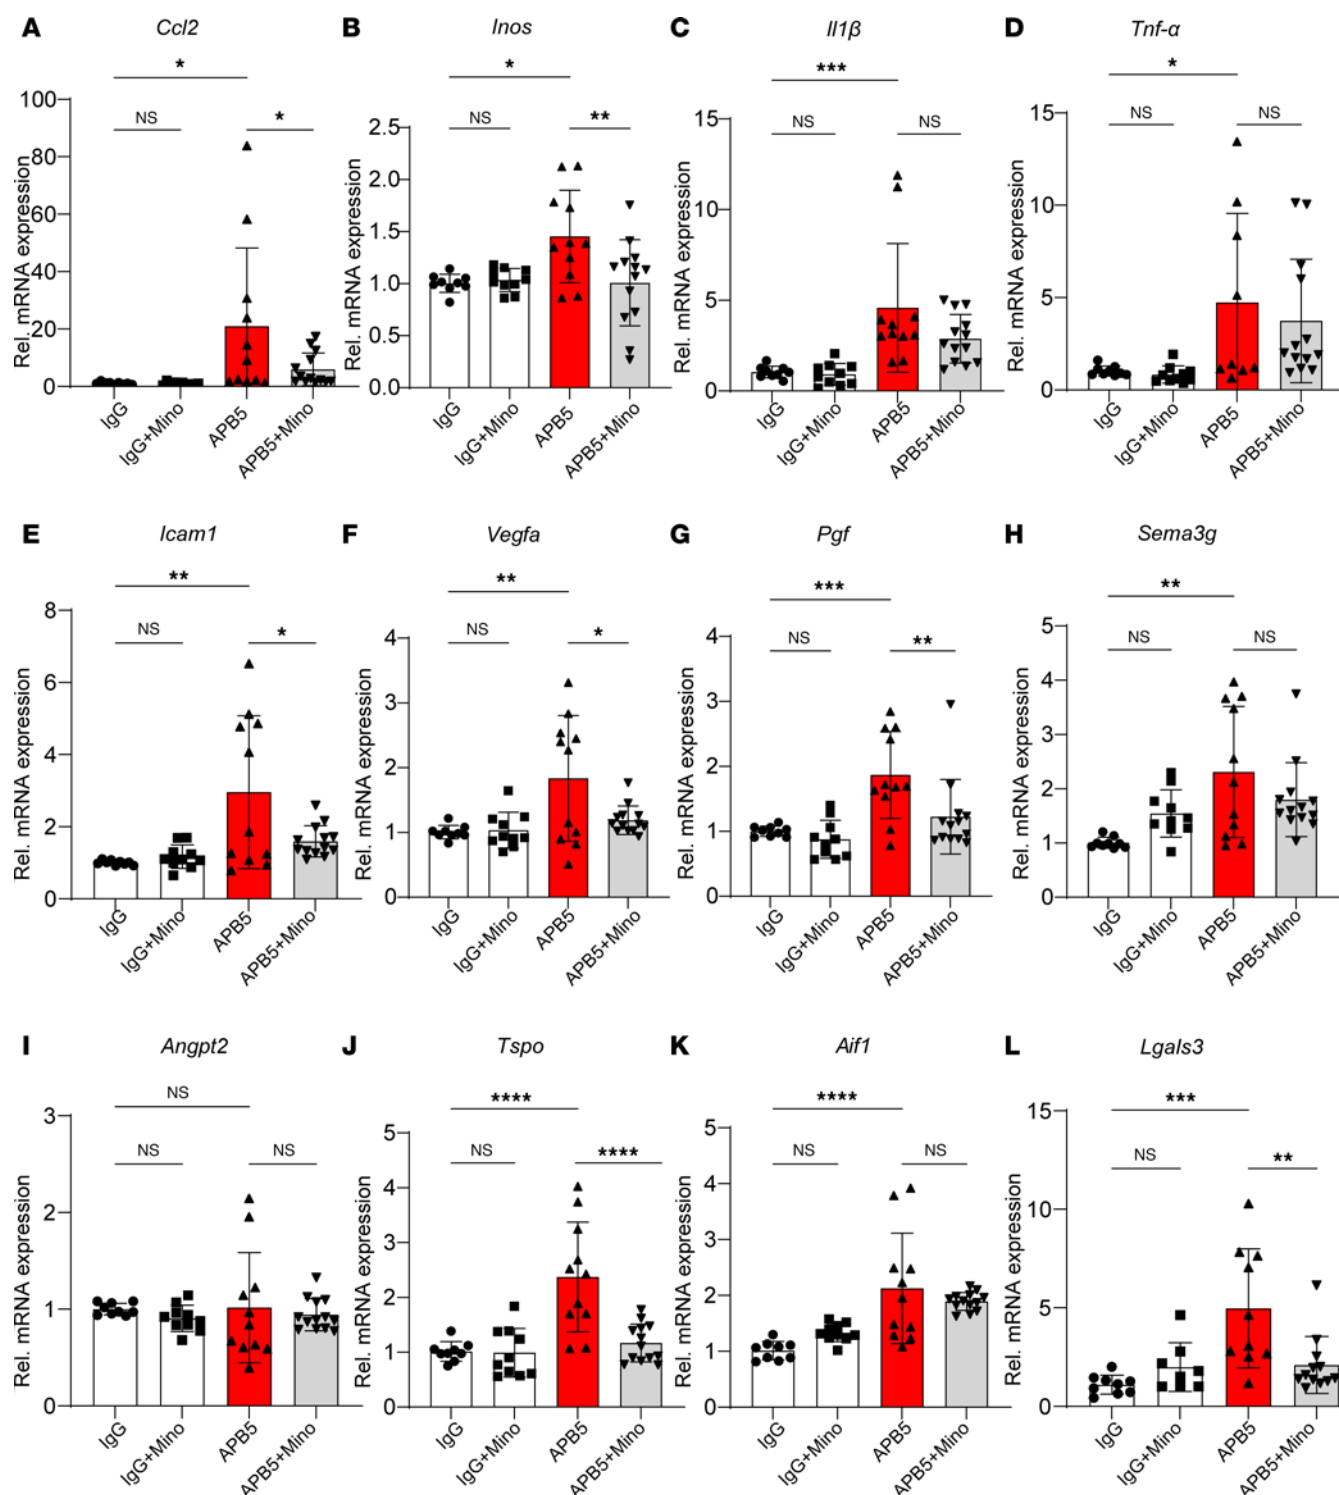 A Ccl2
B Inos
C Il1β
D Tnf-α
* * *** *
NS * NS ** NS NS NS NS
Rel. mRNA expression
100
80
60
40
20
0
IgG
IgG+Mino
APB5
APB5+Mino
Rel. mRNA expression
2.5
2.0
1.5
1.0
0.5
0.0
IgG
IgG+Mino
APB5
APB5+Mino
Rel. mRNA expression
15
10
5
0
IgG
IgG+Mino
APB5
APB5+Mino
Rel. mRNA expression
15
10
5
0
IgG
IgG+Mino
APB5
APB5+Mino
E Icam1
F Vegfa
G Pgf
H Sema3g
** ** *** **
NS * NS * NS ** NS NS
Rel. mRNA expression
8
6
4
2
0
IgG
IgG+Mino
APB5
APB5+Mino
Rel. mRNA expression
4
3
2
1
0
IgG
IgG+Mino
APB5
APB5+Mino
Rel. mRNA expression
4
3
2
1
0
IgG
IgG+Mino
APB5
APB5+Mino
Rel. mRNA expression
5
4
3
2
1
0
IgG
IgG+Mino
APB5
APB5+Mino
I Angpt2
J Tspo
K Aif1
L Lgals3
NS **** **** ***
NS NS NS **** NS NS NS **
Rel. mRNA expression
3
2
1
0
IgG
IgG+Mino
APB5
APB5+Mino
Rel. mRNA expression
5
4
3
2
1
0
IgG
IgG+Mino
APB5
APB5+Mino
Rel. mRNA expression
5
4
3
2
1
0
IgG
IgG+Mino
APB5
APB5+Mino
Rel. mRNA expression
15
10
5
0
IgG
IgG+Mino
APB5
APB5+Mino